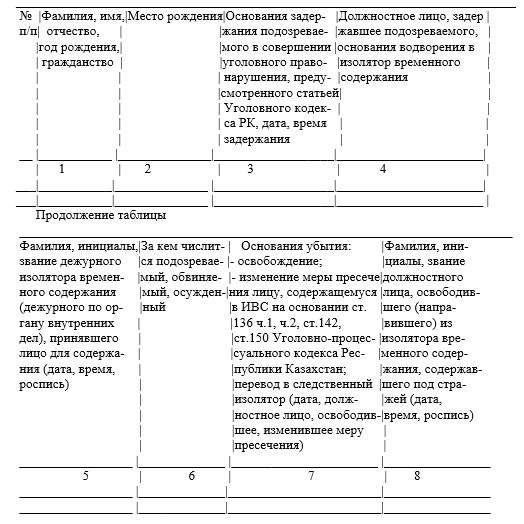 № |Фамилия, имя,|Место рождения|Основания задер-|Должностное лицо, задер
п/п| отчество, | |жания подозревае-|жавшее подозреваемого,
|год рождения,| |мого в совершении|основания водворения в
|гражданство | |уголовного право-|изолятор временного
| | |нарушения, преду-|содержания
| | |смотренного статьей|
| | |Уголовного кодек-|
| | |са РК, дата, время |
| | |задержания |
| 1 | 2 | 3 | 4 |
Продолжение таблицы
Фамилия, инициалы,|За кем числит-| Основания убытия: |Фамилия, ини-
звание дежурного |ся подозревае-|- освобождение; |циалы, звание
изолятора времен-|мый, обвиняе-|- изменение меры пресече|должностного
ного содержания |мый, осужден-|ния лицу, содержащемуся |лица, освободив-
(дежурного по ор-|ный |в ИВС на основании ст. |шего (напра-
гану внутренних | |136 ч.1, ч.2, ст.142, |вившего) из
дел), принявшего | |ст.150 Уголовно-процес-|изолятора вре-
лицо для содержа-| |суального кодекса Рес-|менного содер-
ния (дата, время,| |публики Казахстан; |жания, содержав-
роспись) | |перевод в следственный |шего под стра-
| |изолятор (дата, долж-|жей (дата,
| |ностное лицо, освободив-|время, роспись)
| |шее, изменившее меру |
| |пресечения) |
5 | 6 | 7 | 8